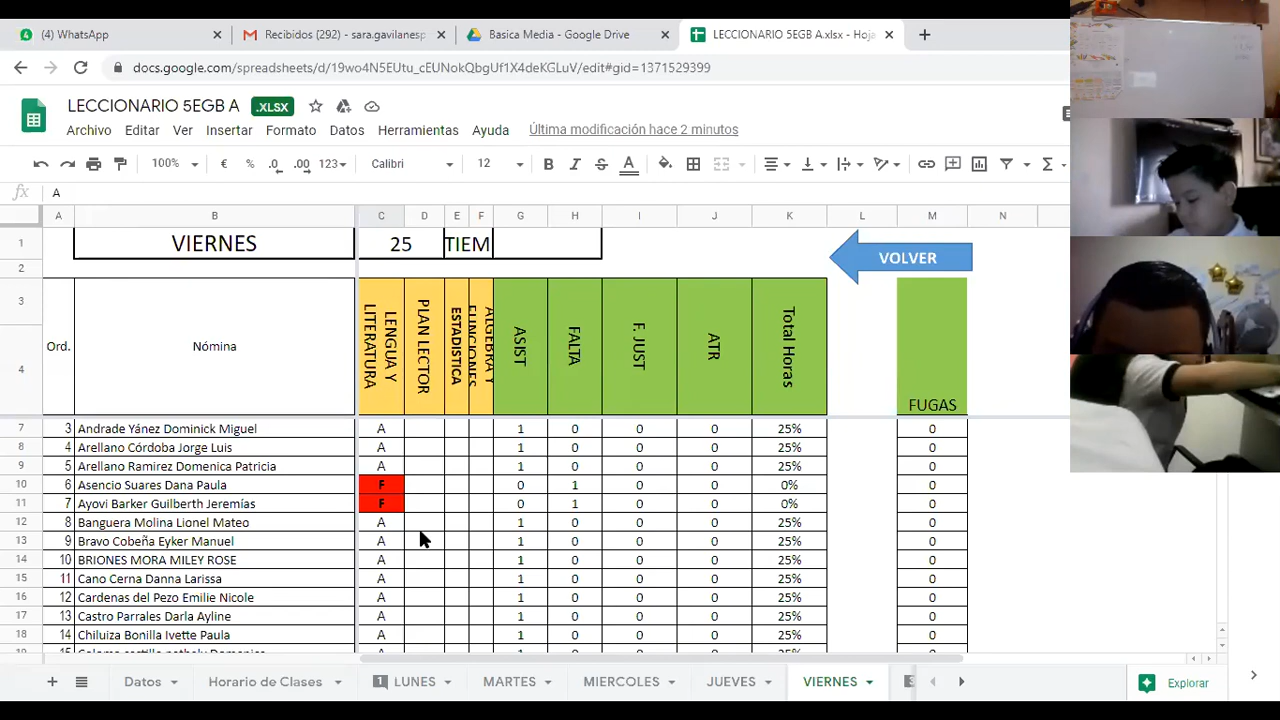 (4) WhatsApp
Recibidos (292) - sara.gavilanesp
Basica Media - Google Drive
LECCIONARIO 5EGB A.xlsx - Hoja
docs.google.com/spreadsheets/d/19wo4N5EH1X_cEUNokQbgUf1X4deKGLuV/edit#gid=1371529399
LECCIONARIO 5EGB A .XLSX
Archivo Editar Ver Insertar Formato Datos Herramientas Ayuda Última modificación hace 2 minutos
100% € % .0 .00 123 Calibri 12 B I S A
fx A
A B C D E F G H I J K L M N
1 VIERNES 25 TIEM
VOLVER
2
3
4
Ord. Nómina LENGUA Y LITERATURA PLAN LECTOR ESTADISTICA ALGEBRA Y FUNCIONES ASIST FALTA F. JUST ATR Total Horas FUGAS
7 3 Andrade Yánez Dominick Miguel A 1 0 0 0 25% 0
8 4 Arellano Córdoba Jorge Luis A 1 0 0 0 25% 0
9 5 Arellano Ramirez Domenica Patricia A 1 0 0 0 25% 0
10 6 Asencio Suares Dana Paula F 0 1 0 0 0% 0
11 7 Ayovi Barker Guilberth Jeremías F 0 1 0 0 0% 0
12 8 Banguera Molina Lionel Mateo A 1 0 0 0 25% 0
13 9 Bravo Cobeña Eyker Manuel A 1 0 0 0 25% 0
14 10 BRIONES MORA MILEY ROSE A 1 0 0 0 25% 0
15 11 Cano Cerna Danna Larissa A 1 0 0 0 25% 0
16 12 Cardenas del Pezo Emilie Nicole A 1 0 0 0 25% 0
17 13 Castro Parrales Darla Ayline A 1 0 0 0 25% 0
18 14 Chiluiza Bonilla Ivette Paula A 1 0 0 0 25% 0
Datos Horario de Clases 1 LUNES MARTES MIERCOLES JUEVES VIERNES
Explorar